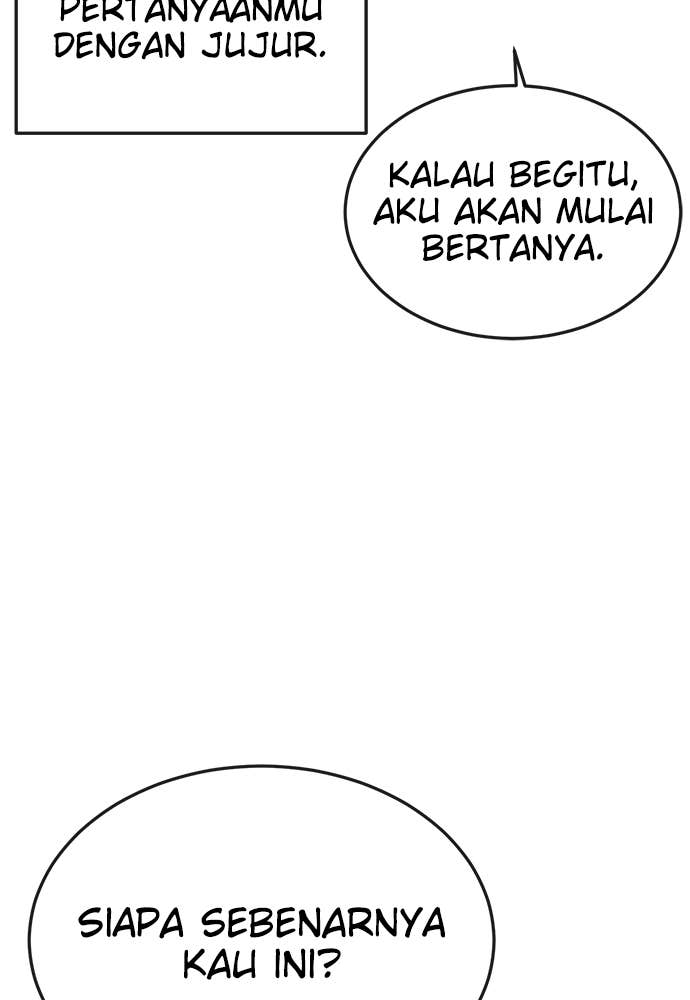 PERTANYAANMU
DENGAN JUJUR.
KALAU BEGITU,
AKU AKAN MULAI
BERTANYA.
SIAPA SEBENARNYA
KAU INI?